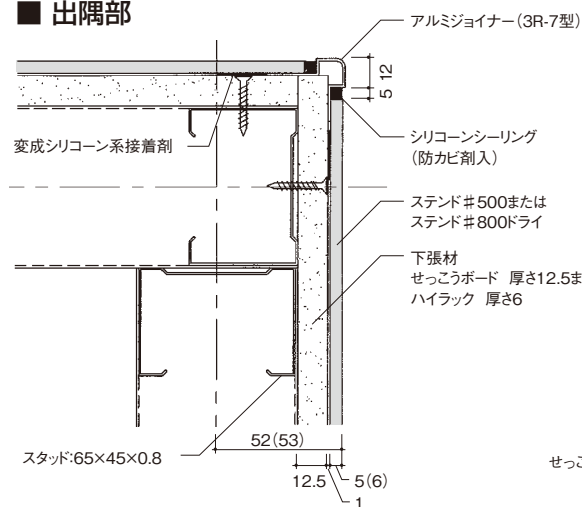 ■ 出隅部
アルミジョイナー(3R-7型)
12
5
変成シリコーン系接着剤
シリコーンシーリング
(防カビ剤入)
ステンド♯500または
ステンド♯800ドライ
下張材
せっこうボード 厚さ12.5ま
ハイラック 厚さ6
スタッド:65×45×0.8
52(53)
12.5
5(6)
1
せっこ